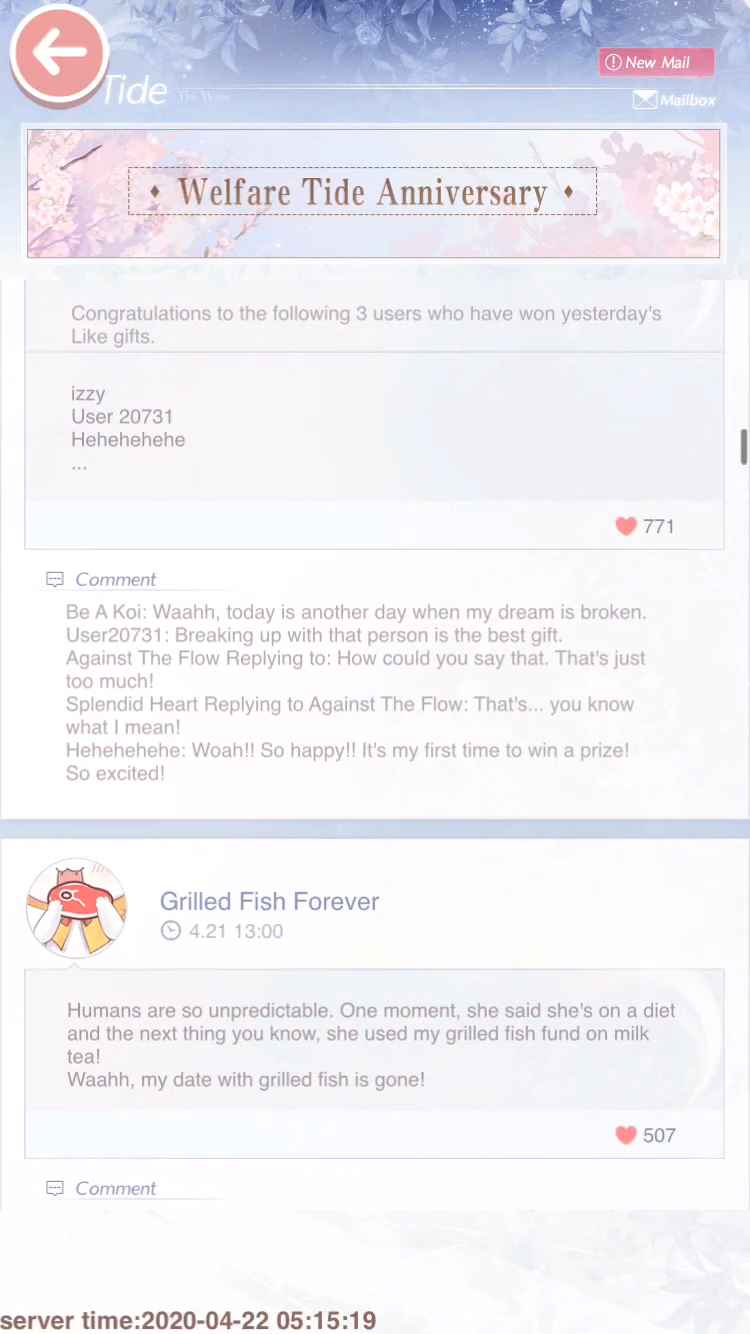 New Mail
Tide The Wave
Mailbox
Welfare Tide Anniversary
Congratulations to the following 3 users who have won yesterday's
Like gifts.
izzy
User 20731
Hehehehehe
...
771
Comment
Be A Koi: Waahh, today is another day when my dream is broken.
User20731: Breaking up with that person is the best gift.
Against The Flow Replying to: How could you say that. That's just
too much!
Splendid Heart Replying to Against The Flow: That's... you know
what I mean!
Hehehehehe: Woah!! So happy!! It's my first time to win a prize!
So excited!
Grilled Fish Forever
4.21 13:00
Humans are so unpredictable. One moment, she said she's on a diet
and the next thing you know, she used my grilled fish fund on milk
tea!
Waahh, my date with grilled fish is gone!
507
Comment
server time:2020-04-22 05:15:19